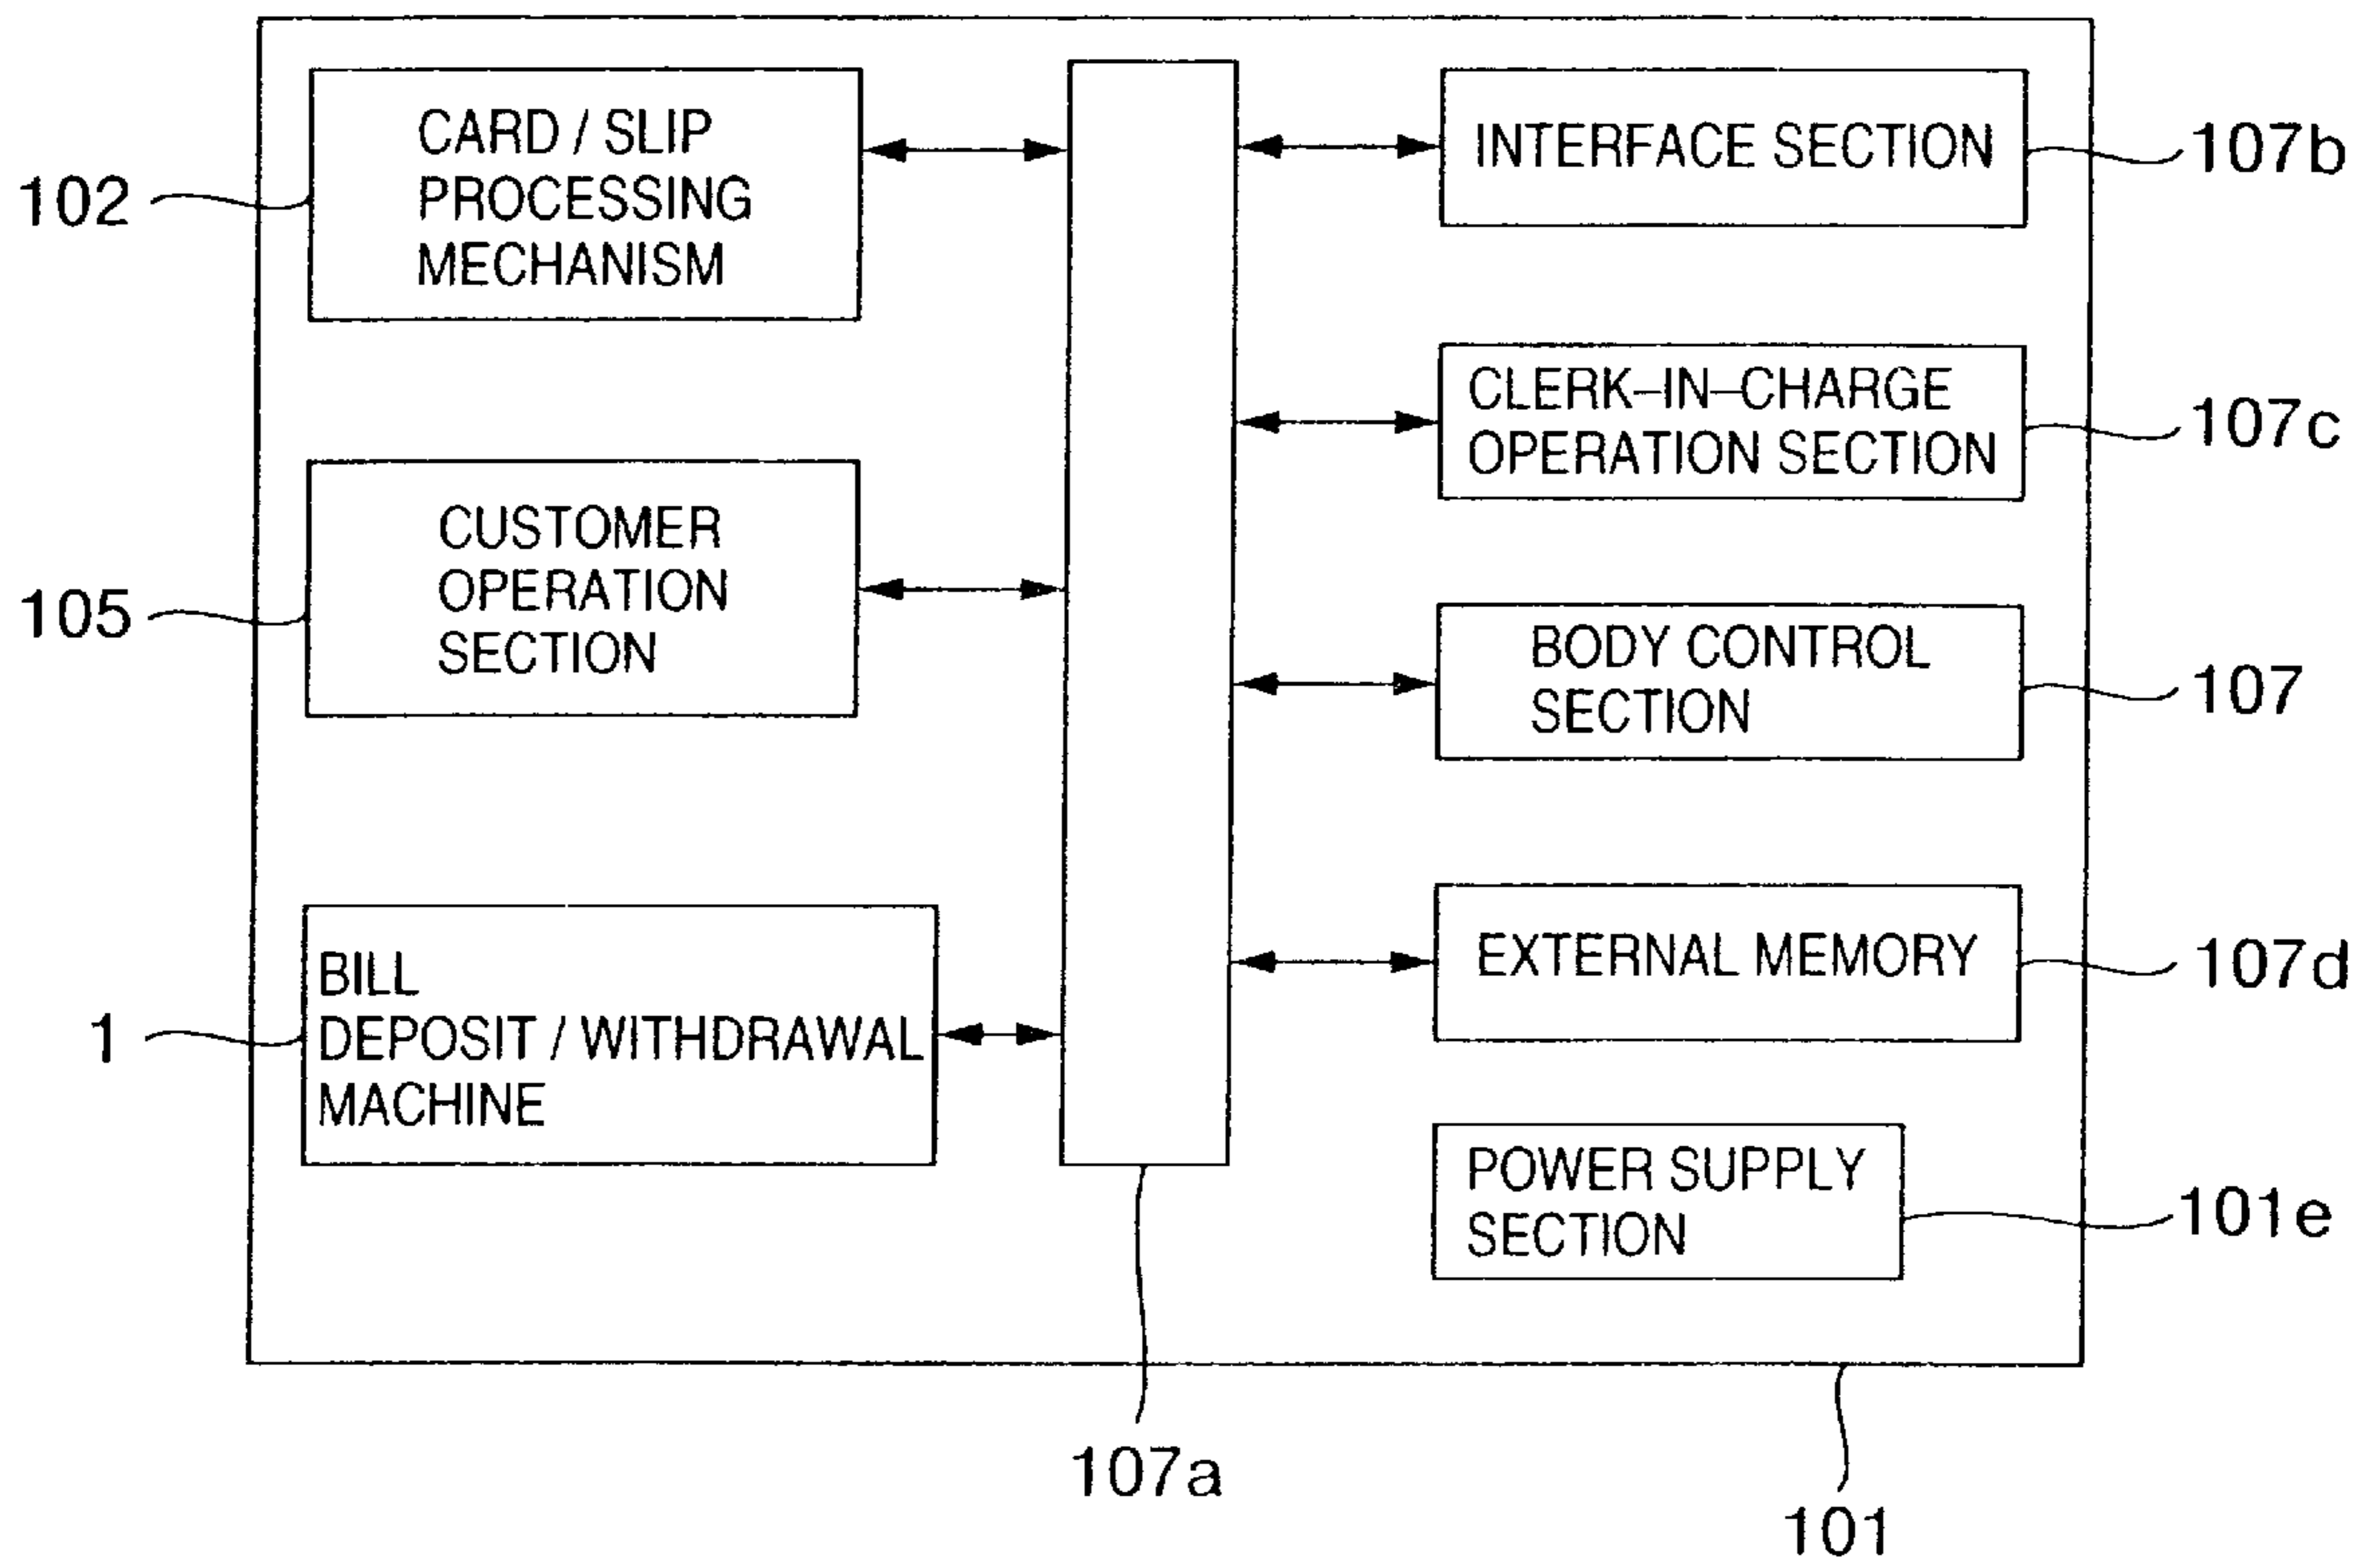 CARD / SLIP
PROCESSING
MECHANISM
102
CUSTOMER
OPERATION
SECTION
105
BILL
DEPOSIT / WITHDRAWAL
MACHINE
1
INTERFACE SECTION
107b
CLERK–IN–CHARGE
OPERATION SECTION
107c
BODY CONTROL
SECTION
107
EXTERNAL MEMORY
107d
POWER SUPPLY
SECTION
101e
107a
101